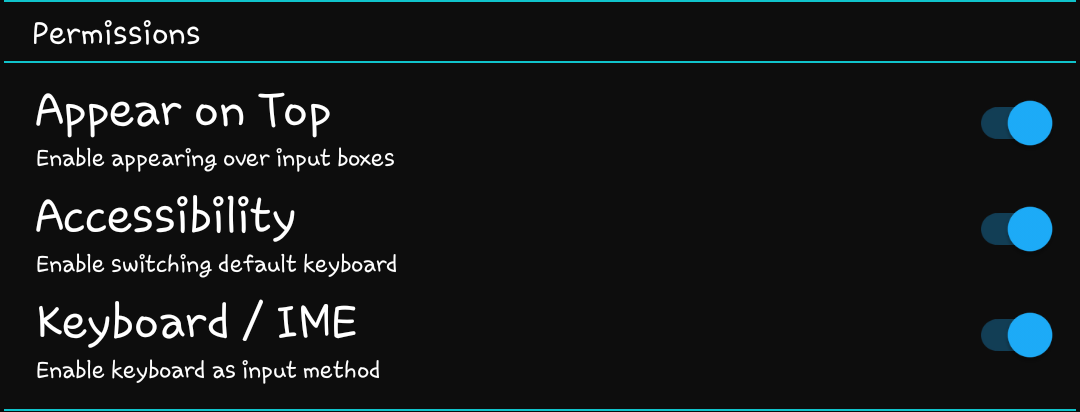 Permissions
Appear on Top
Enable appearing over input boxes
Accessibility
Enable switching default keyboard
Keyboard / IME
Enable keyboard as input method